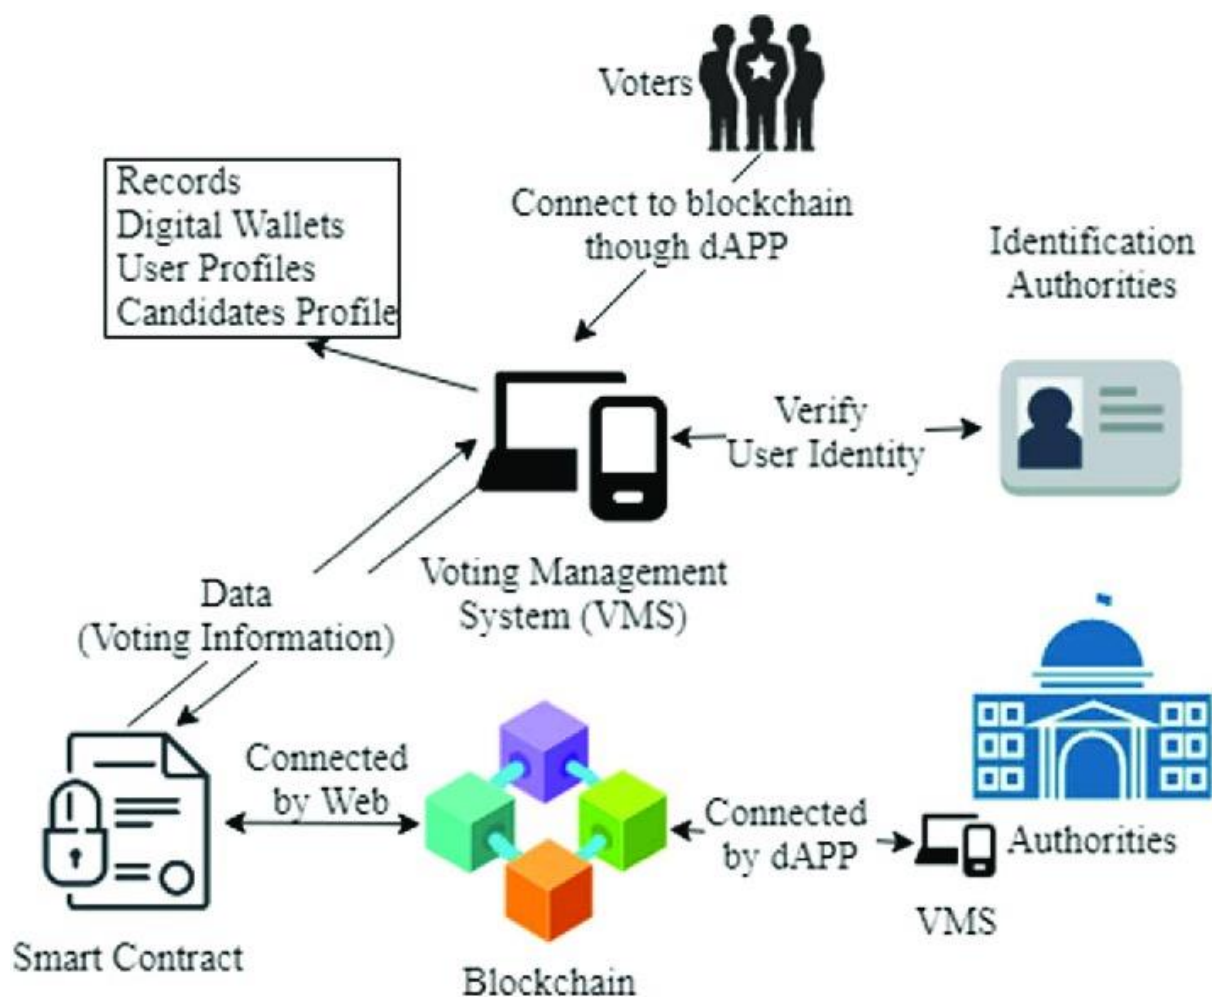 Voters
Connect to blockchain
though dAPP
Records
Digital Wallets
User Profiles
Candidates Profile
Identification
Authorities
Verify
User Identity
Voting Management
System (VMS)
Data
(Voting Information)
Connected
by Web
Connected
by dAPP
Authorities
VMS
Smart Contract
Blockchain